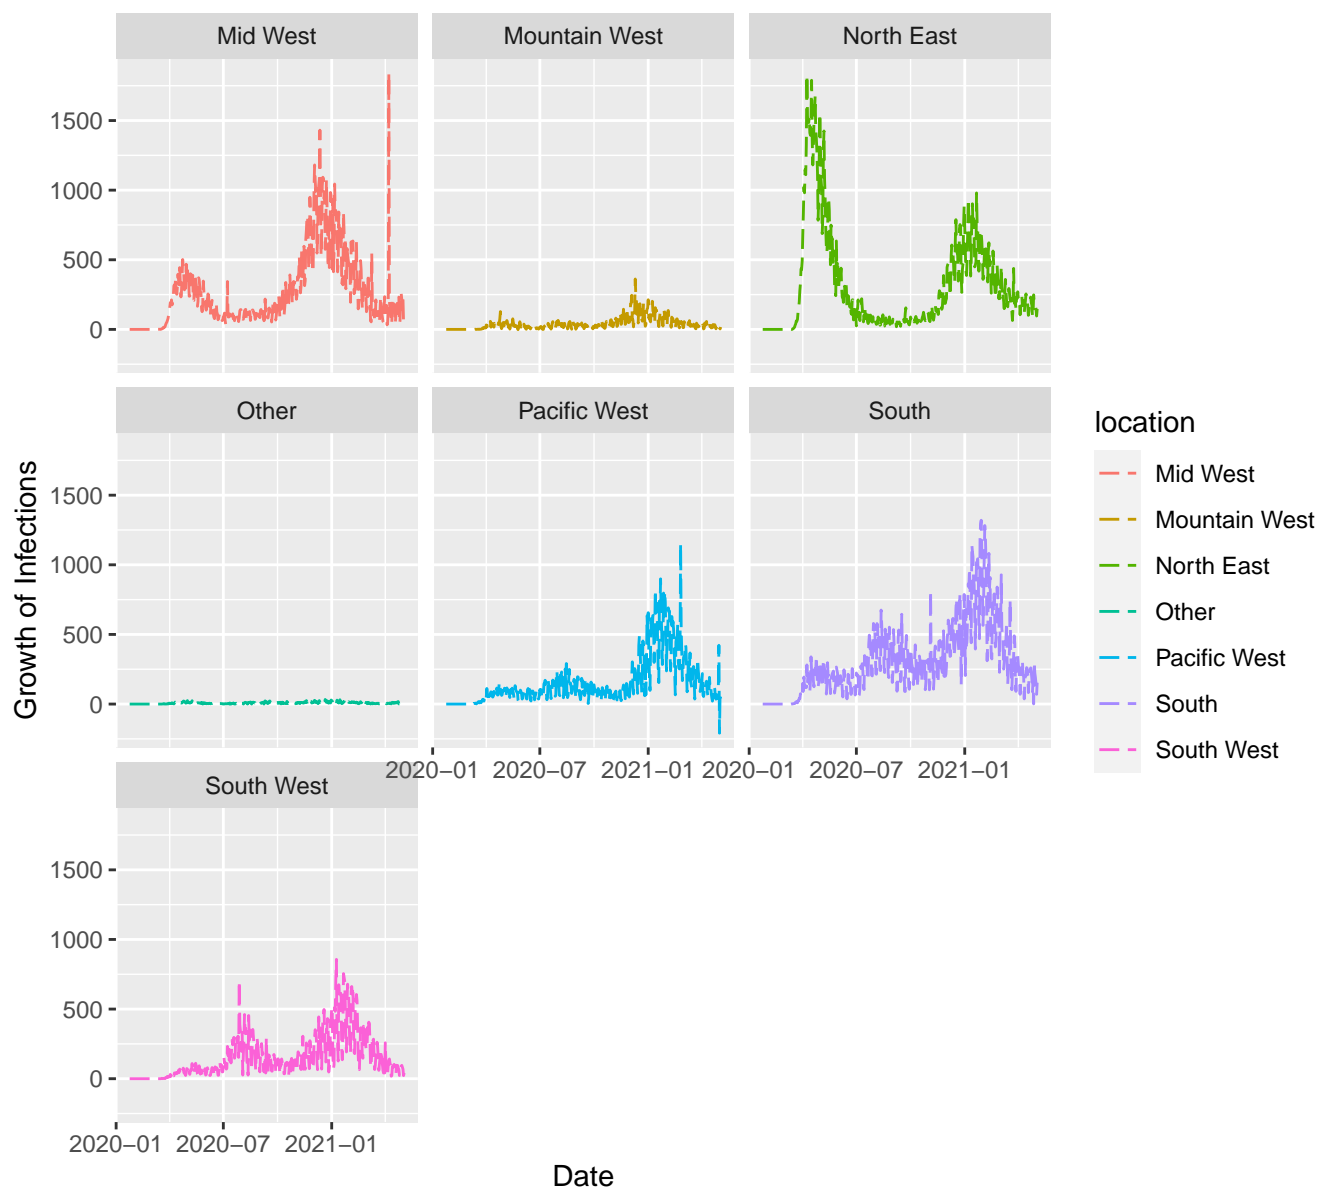 Mid West
Mountain West
North East
1500
1000
500
0
Other
Pacific West
South
1500
1000
500
0
2020−01
2020−07
2021−01
2020−01
2020−07
2021−01
South West
1500
1000
500
0
2020−01
2020−07
2021−01
Growth of Infections
Date
location
Mid West
Mountain West
North East
Other
Pacific West
South
South West